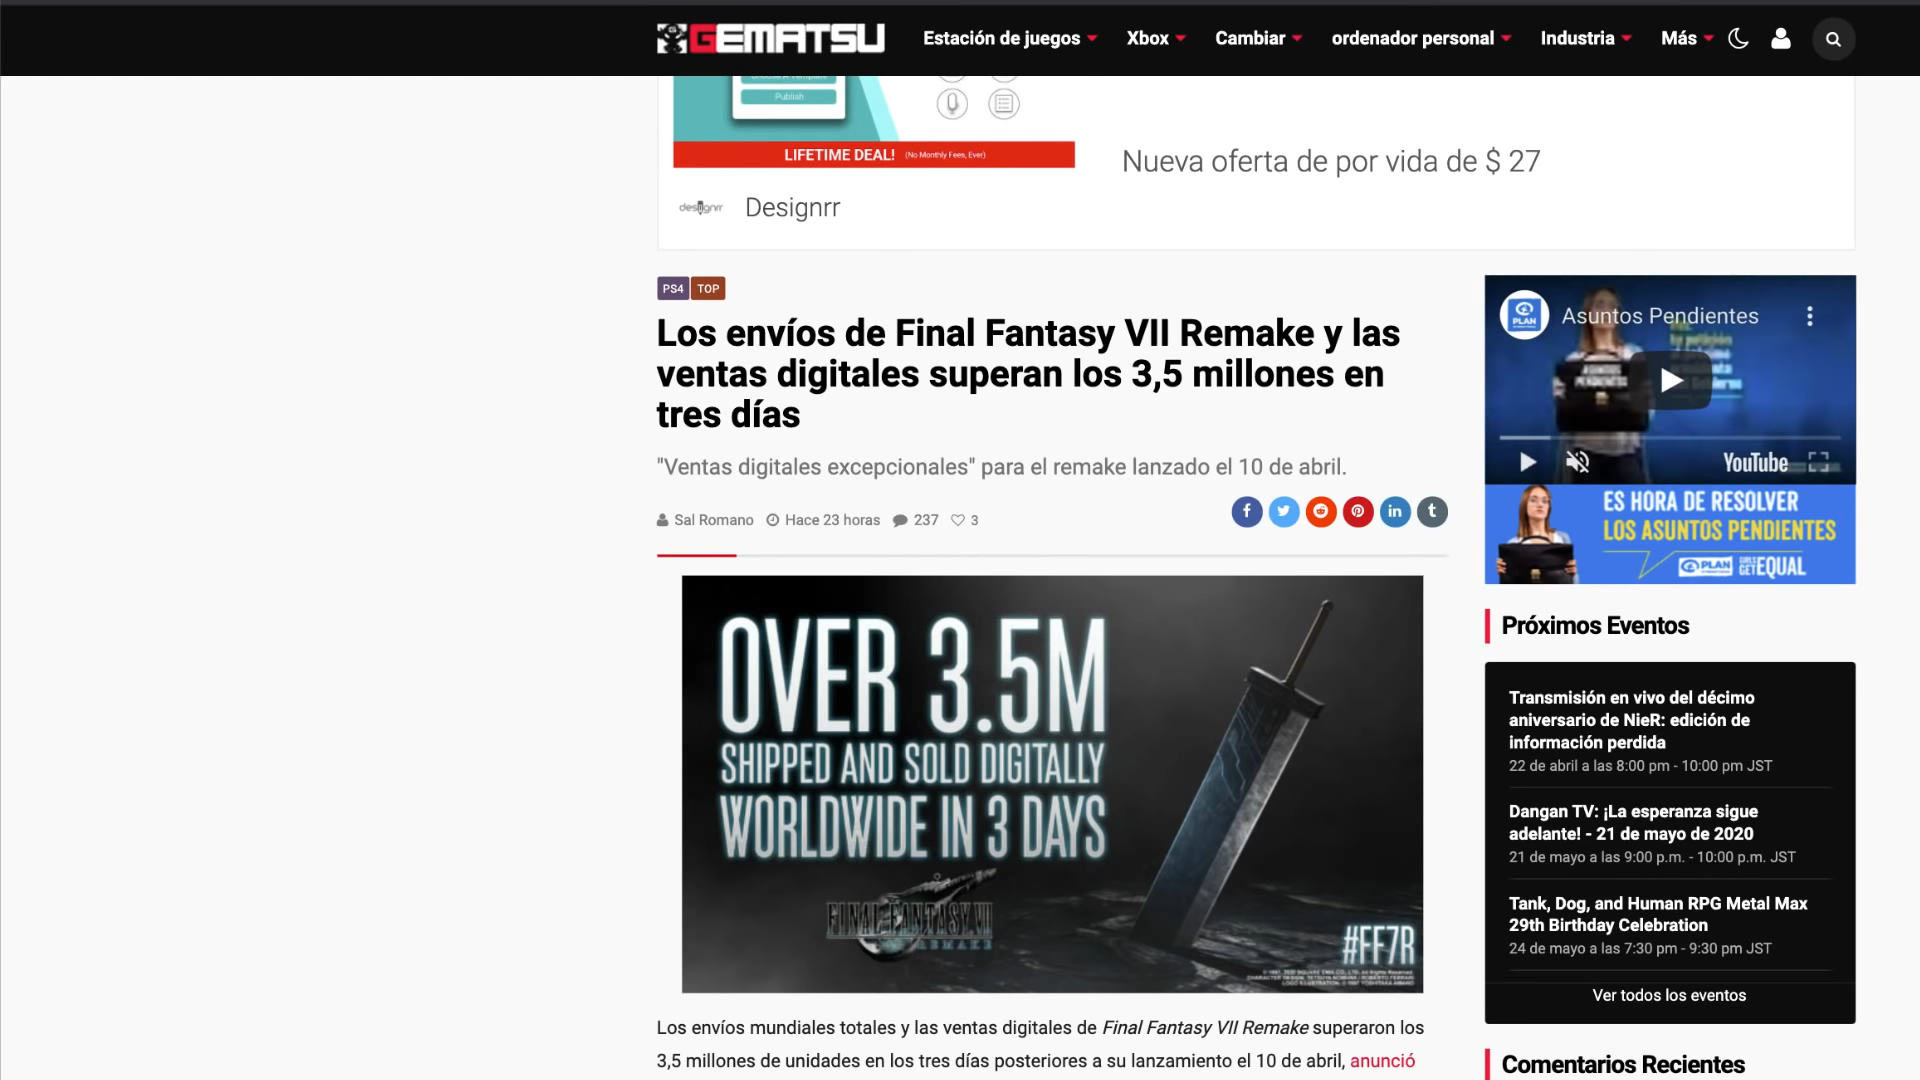 GEMATSU
Estación de juegos
Xbox
Cambiar
ordenador personal
Industria
Más
Publish
LIFETIME DEAL! (No Monthly Fees, Ever)
Nueva oferta de por vida de $ 27
designrr
Designrr
PS4 TOP
Los envíos de Final Fantasy VII Remake y las
ventas digitales superan los 3,5 millones en
tres días
"Ventas digitales excepcionales" para el remake lanzado el 10 de abril.
Sal Romano Hace 23 horas 237 3
OVER 3.5M
SHIPPED AND SOLD DIGITALLY
WORLDWIDE IN 3 DAYS
FINAL FANTASY VII
REMAKE
#FF7R
Los envíos mundiales totales y las ventas digitales de Final Fantasy VII Remake superaron los
3,5 millones de unidades en los tres días posteriores a su lanzamiento el 10 de abril, anunció
PLAN
Asuntos Pendientes
ASUNTOS
PENDIENTES
YouTube
ES HORA DE RESOLVER
LOS ASUNTOS PENDIENTES
PLAN
GIRLS GET EQUAL
Próximos Eventos
Transmisión en vivo del décimo
aniversario de NieR: edición de
información perdida
22 de abril a las 8:00 pm - 10:00 pm JST
Dangan TV: ¡La esperanza sigue
adelante! - 21 de mayo de 2020
21 de mayo a las 9:00 p.m. - 10:00 p.m. JST
Tank, Dog, and Human RPG Metal Max
29th Birthday Celebration
24 de mayo a las 7:30 pm - 9:30 pm JST
Ver todos los eventos
Comentarios Recientes